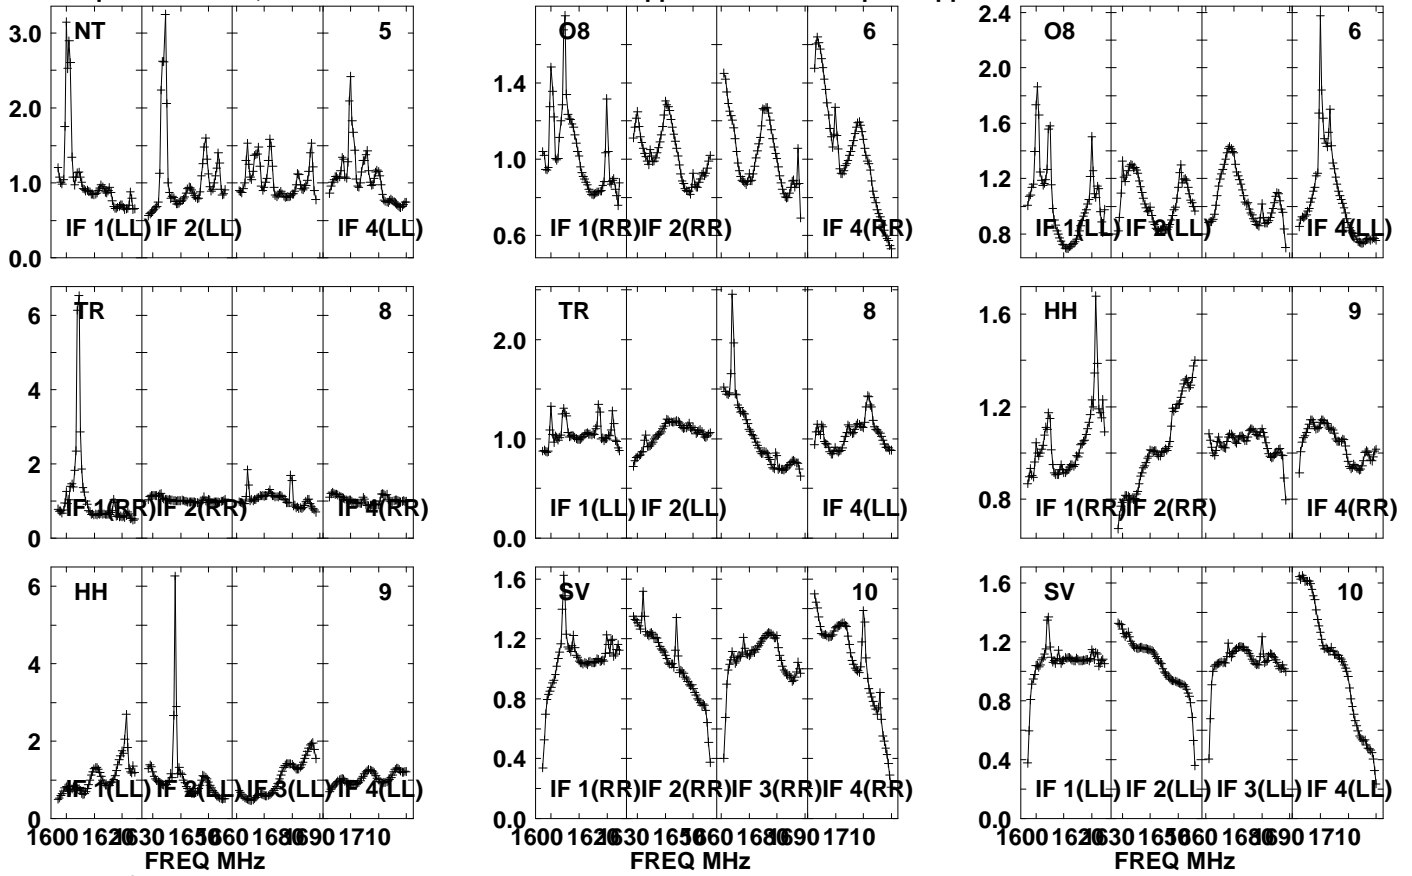 NT 5
3.0
2.0
1.0
0.0
IF 1(LL) IF 2(LL) IF 4(LL)
O8 6
1.4
1.0
0.6
IF 1(RR) IF 2(RR) IF 4(RR)
O8 6
2.4
2.0
1.6
1.2
0.8
IF 1(LL) IF 2(LL) IF 4(LL)
TR 8
6
4
2
0
IF 1(RR) IF 2(RR) IF 4(RR)
TR 8
2.0
1.0
0.0
IF 1(LL) IF 2(LL) IF 4(LL)
HH 9
1.6
1.2
0.8
IF 1(RR) IF 2(RR) IF 4(RR)
HH 9
6
4
2
0
IF 1(LL) IF 2(LL) IF 3(LL) IF 4(LL)
1600 1620 1630 1650 1660 1680 1690 1710
FREQ MHz
SV 10
1.6
1.2
0.8
0.4
0.0
IF 1(RR) IF 2(RR) IF 3(RR) IF 4(RR)
1600 1620 1630 1650 1660 1680 1690 1710
FREQ MHz
SV 10
1.6
1.2
0.8
0.4
0.0
IF 1(LL) IF 2(LL) IF 3(LL) IF 4(LL)
1600 1620 1630 1650 1660 1680 1690 1710
FREQ MHz